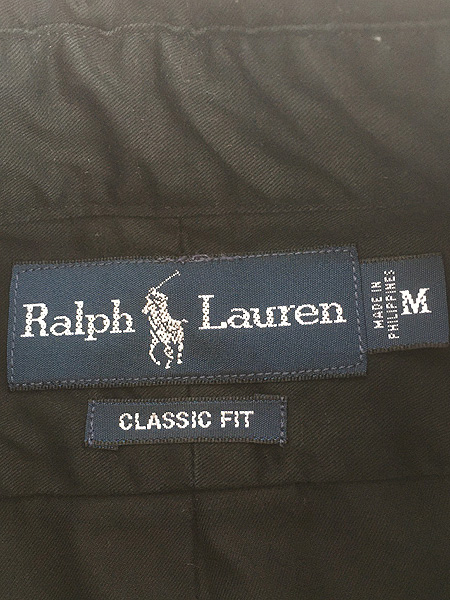 Ralph Lauren
MADE IN
PHILIPPINES
M
CLASSIC FIT